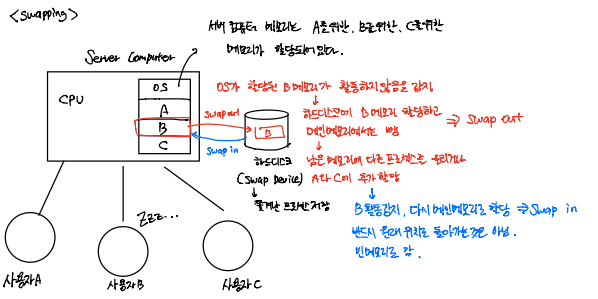 <swapping>
서버 컴퓨터 메모리는 A를위한, B를위한, C를위한
메모리가 할당되어있다.
Server Computer
CPU
OS
A
B
C
OS가 할당된 B메모리가 활동하지않음을 감지
↓
하드디스크에 B메모리 할당하고
메인메모리에서는 뺌
⇒ Swap out
↓
남은메모리에 다른프로세스를 올리거나
A와 C에 추가할당
Swap out
Swap in
B
하드디스크
(Swap Device)
↓
쫓겨난 프로세스 저장
↓
B 활동감지, 다시 메인메모리로 할당 ⇒ Swap in
반드시 원래 위치로 돌아가는것은 아님.
빈메모리로 감.
Zzz...
사용자A
사용자B
사용자C